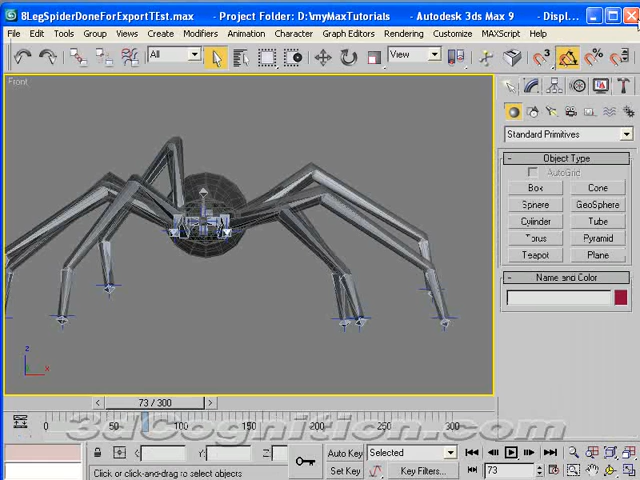 8LegSpiderDoneForExportTEst.max - Project Folder: D:\myMaxTutorials - Autodesk 3ds Max 9 - Displ...
File Edit Tools Group Views Create Modifiers Animation Character Graph Editors Rendering Customize MAXScript Help
All View 3
Front
Standard Primitives
- Object Type
AutoGrid
Box Cone
Sphere GeoSphere
Cylinder Tube
Torus Pyramid
Teapot Plane
- Name and Color
z
x
< 73 / 300 >
0 50 100 150 200 250 300
3dCognition.com
X: Y: Z:
Auto Key Selected
Click or click-and-drag to select objects
Set Key Key Filters... 73